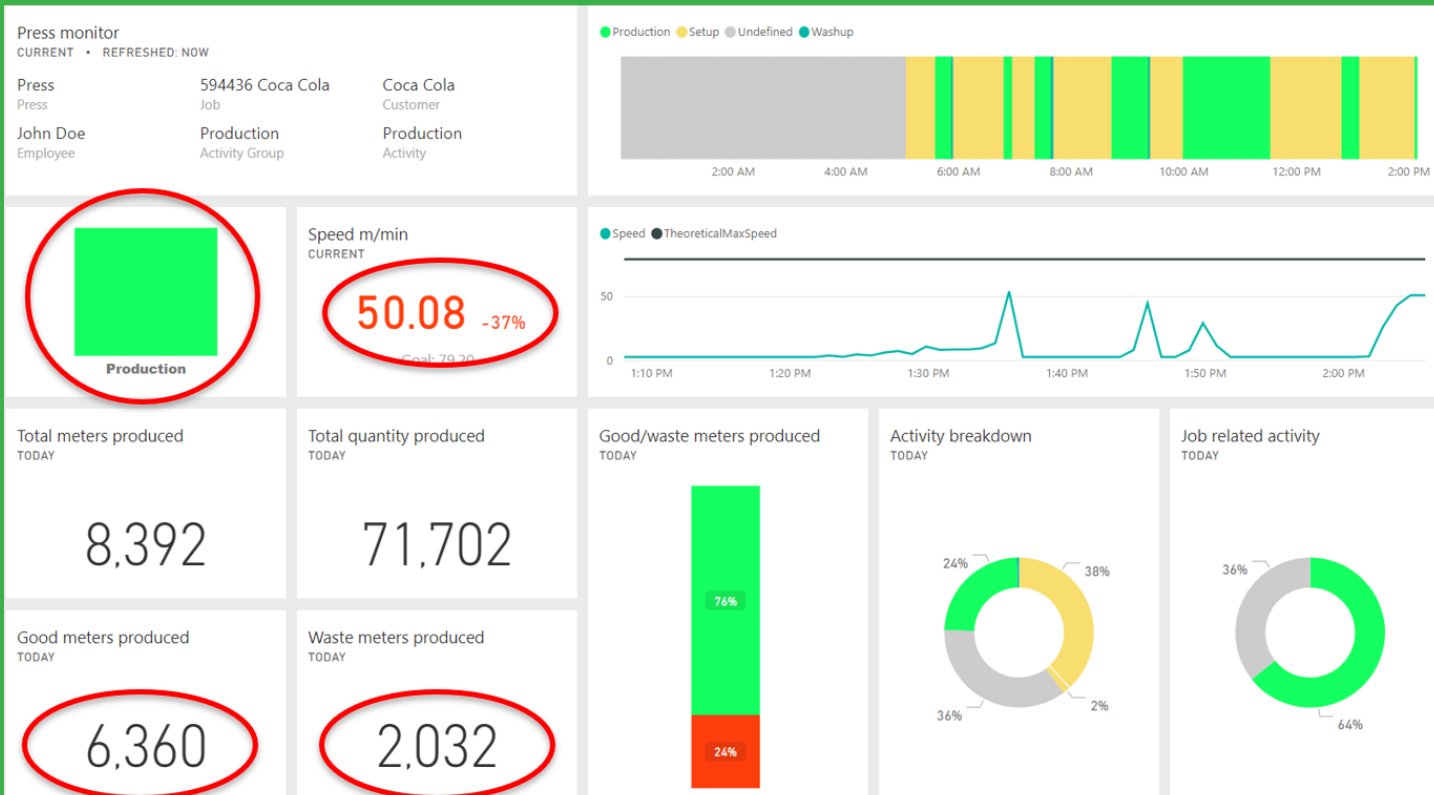 Press monitor
CURRENT • REFRESHED: NOW
Press 594436 Coca Cola Coca Cola
Press Job Customer
John Doe Production Production
Employee Activity Group Activity
Production Setup Undefined Washup
2:00 AM 4:00 AM 6:00 AM 8:00 AM 10:00 AM 12:00 PM 2:00 PM
Production
Speed m/min
CURRENT
50.08 -37%
Goal: 79.20
Speed TheoreticalMaxSpeed
50
0
1:10 PM 1:20 PM 1:30 PM 1:40 PM 1:50 PM 2:00 PM
Total meters produced
TODAY
8,392
Total quantity produced
TODAY
71,702
Good meters produced
TODAY
6,360
Waste meters produced
TODAY
2,032
Good/waste meters produced
TODAY
76%
24%
Activity breakdown
TODAY
24%
38%
36%
2%
Job related activity
TODAY
36%
64%